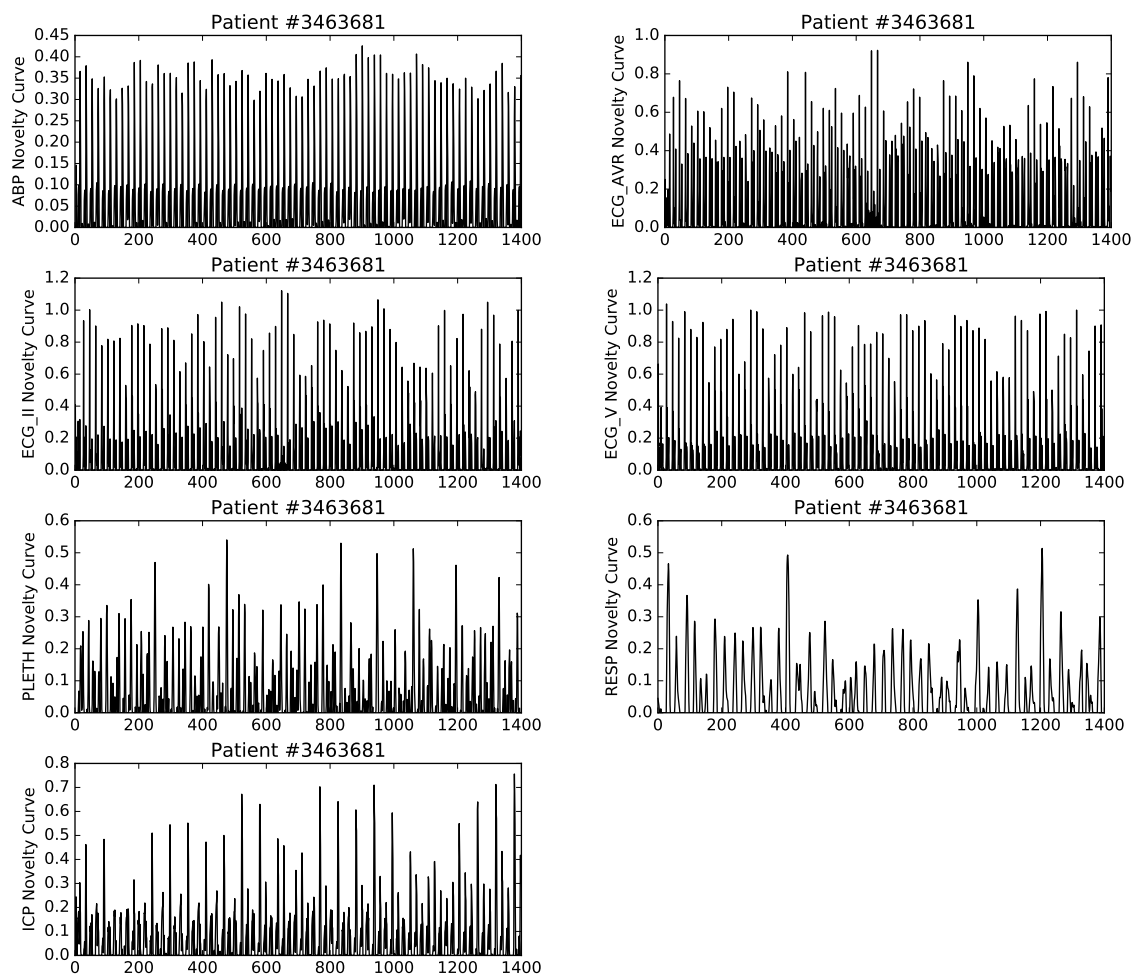 Patient #3463681
ABP Novelty Curve
0.45
0.40
0.35
0.30
0.25
0.20
0.15
0.10
0.05
0.00
0 200 400 600 800 1000 1200 1400
Patient #3463681
ECG_AVR Novelty Curve
1.0
0.8
0.6
0.4
0.2
0.0
0 200 400 600 800 1000 1200 1400
Patient #3463681
ECG_II Novelty Curve
1.2
1.0
0.8
0.6
0.4
0.2
0.0
0 200 400 600 800 1000 1200 1400
Patient #3463681
ECG_V Novelty Curve
1.2
1.0
0.8
0.6
0.4
0.2
0.0
0 200 400 600 800 1000 1200 1400
Patient #3463681
PLETH Novelty Curve
0.6
0.5
0.4
0.3
0.2
0.1
0.0
0 200 400 600 800 1000 1200 1400
Patient #3463681
RESP Novelty Curve
0.6
0.5
0.4
0.3
0.2
0.1
0.0
0 200 400 600 800 1000 1200 1400
Patient #3463681
ICP Novelty Curve
0.8
0.7
0.6
0.5
0.4
0.3
0.2
0.1
0.0
0 200 400 600 800 1000 1200 1400